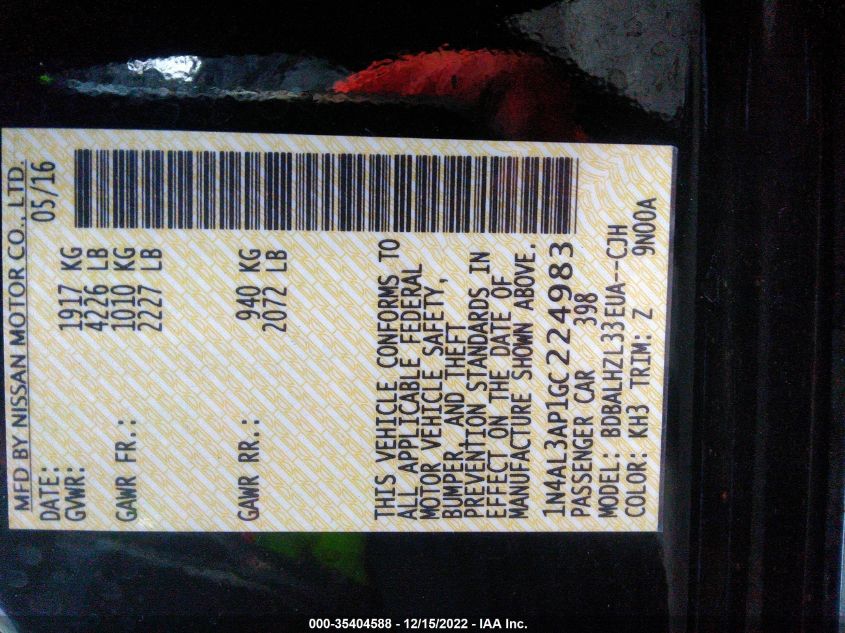 MFD BY NISSAN MOTOR CO., LTD.
DATE: 05/16
GVWR: 1917 KG
4226 LB
GAWR FR.: 1010 KG
2227 LB
GAWR RR.: 940 KG
2072 LB
THIS VEHICLE CONFORMS TO
ALL APPLICABLE FEDERAL
MOTOR VEHICLE SAFETY,
BUMPER, AND THEFT
PREVENTION STANDARDS IN
EFFECT ON THE DATE OF
MANUFACTURE SHOWN ABOVE.
1N4AL3AP1GC224983
PASSENGER CAR 398
MODEL: BDBALHZL33EUA--CJH
COLOR: KH3 TRIM: Z 9N00A
000-35404588 - 12/15/2022 - IAA Inc.